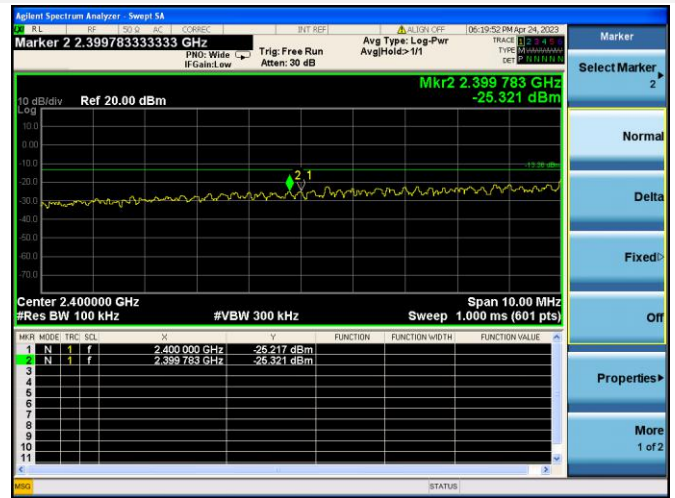 Agilent Spectrum Analyzer - Swept SA
RL RF 50 Ω AC CORREC INT REF ALIGN OFF 06:19:52 PM Apr 24, 2023
Marker 2 2.399783333333 GHz
PNO: Wide Trig: Free Run
IFGain:Low Atten: 30 dB
Avg Type: Log-Pwr
Avg|Hold:>1/1
TRACE 1 2 3 4 5 6
TYPE M
DET P N N N N N
Mkr2 2.399 783 GHz
-25.321 dBm
10 dB/div Ref 20.00 dBm
Log
10.0
0.00
-10.0
-20.0
-30.0
-40.0
-50.0
-60.0
-70.0
2 1
Center 2.400000 GHz Span 10.00 MHz
#Res BW 100 kHz #VBW 300 kHz Sweep 1.000 ms (601 pts)
MKR MODE TRC SCL X Y FUNCTION FUNCTION WIDTH FUNCTION VALUE
1 N 1 f 2.400 000 GHz -25.217 dBm
2 N 1 f 2.399 783 GHz -25.321 dBm
3
4
5
6
7
8
9
10
11
MSG STATUS
Marker
Select Marker
2
Normal
Delta
Fixed
Off
Properties
More
1 of 2